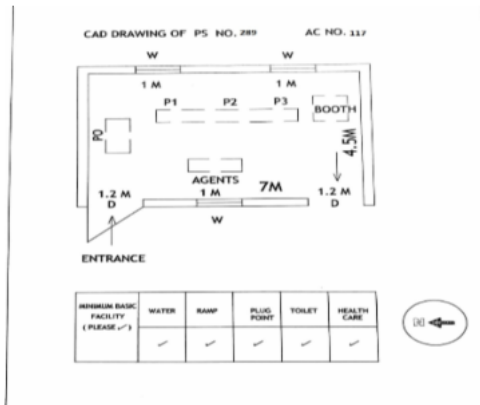 CAD DRAWING OF PS NO. 289 AC NO. 117
W W
1 M 1 M
P1 P2 P3
BOOTH
PO
4.5M
AGENTS
1.2 M 1 M 7M 1.2 M
D D
W
ENTRANCE
MINIMUM BASIC FACILITY ( PLEASE ✓ ) WATER RAMP PLUG POINT TOILET HEALTH CARE
✓ ✓ ✓ ✓ ✓